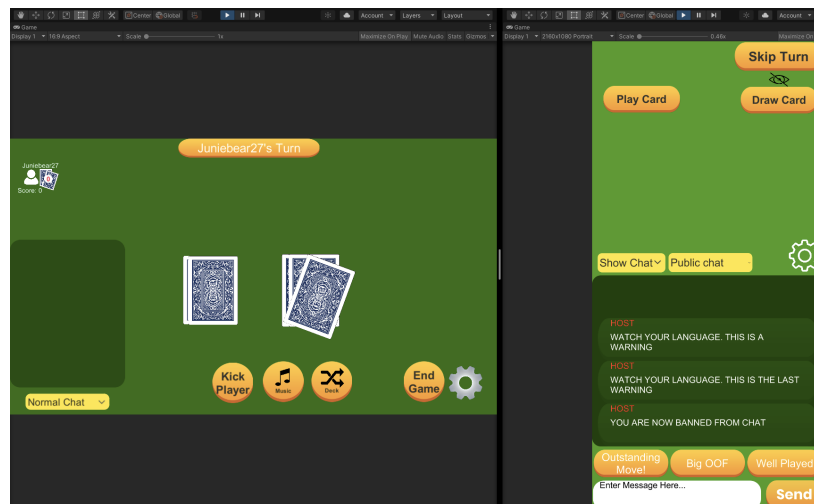 Center Global
Account Layers Layout
Game
Display 1 16:9 Aspect Scale 1x Maximize On Play Mute Audio Stats Gizmos
Juniebear27's Turn
Juniebear27
0
Score: 0
Kick
Player
Music
Deck
End
Game
Normal Chat
Center Global
Account
Game
Display 1 2160x1080 Portrait Scale 0.46x Maximize On
Skip Turn
Play Card
Draw Card
Show Chat
Public chat
HOST
WATCH YOUR LANGUAGE. THIS IS A
WARNING
HOST
WATCH YOUR LANGUAGE. THIS IS THE LAST
WARNING
HOST
YOU ARE NOW BANNED FROM CHAT
Outstanding
Move!
Big OOF
Well Played
Enter Message Here...
Send